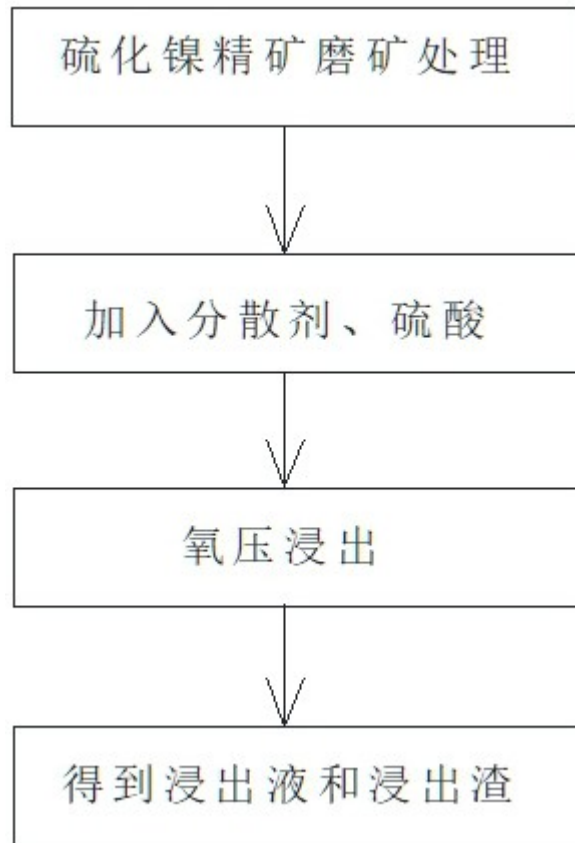 硫化镍精矿磨矿处理
加入分散剂、硫酸
氧压浸出
得到浸出液和浸出渣